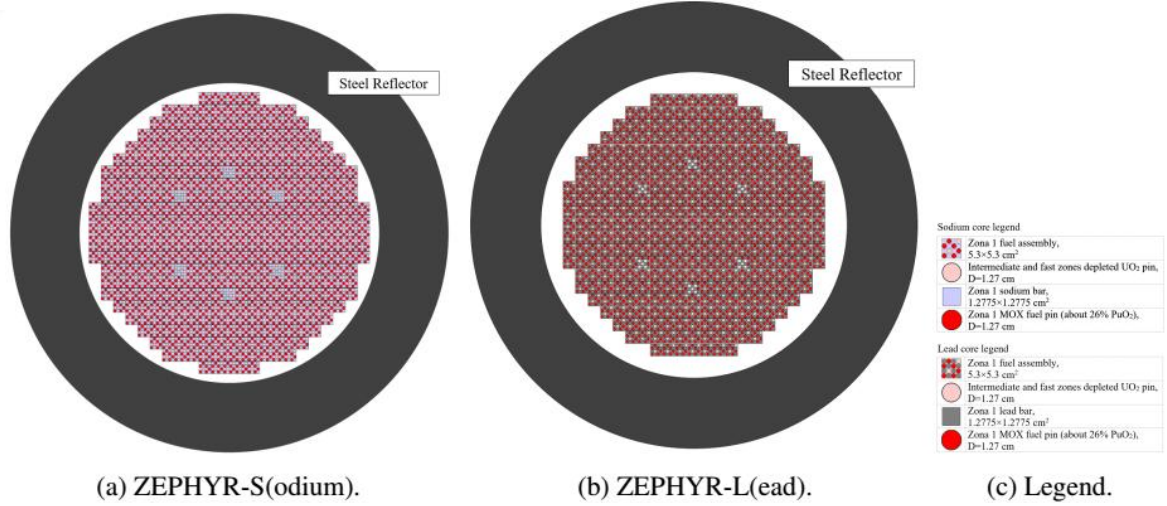 Steel Reflector
Steel Reflector
Sodium core legend
Zona 1 fuel assembly,
5.3×5.3 cm²
Intermediate and fast zones depleted UO₂ pin,
D=1.27 cm
Zona 1 sodium bar,
1.2775×1.2775 cm²
Zona 1 MOX fuel pin (about 26% PuO₂),
D=1.27 cm
Lead core legend
Zona 1 fuel assembly,
5.3×5.3 cm²
Intermediate and fast zones depleted UO₂ pin,
D=1.27 cm
Zona 1 lead bar,
1.2775×1.2775 cm²
Zona 1 MOX fuel pin (about 26% PuO₂),
D=1.27 cm
(a) ZEPHYR-S(odium).
(b) ZEPHYR-L(ead).
(c) Legend.